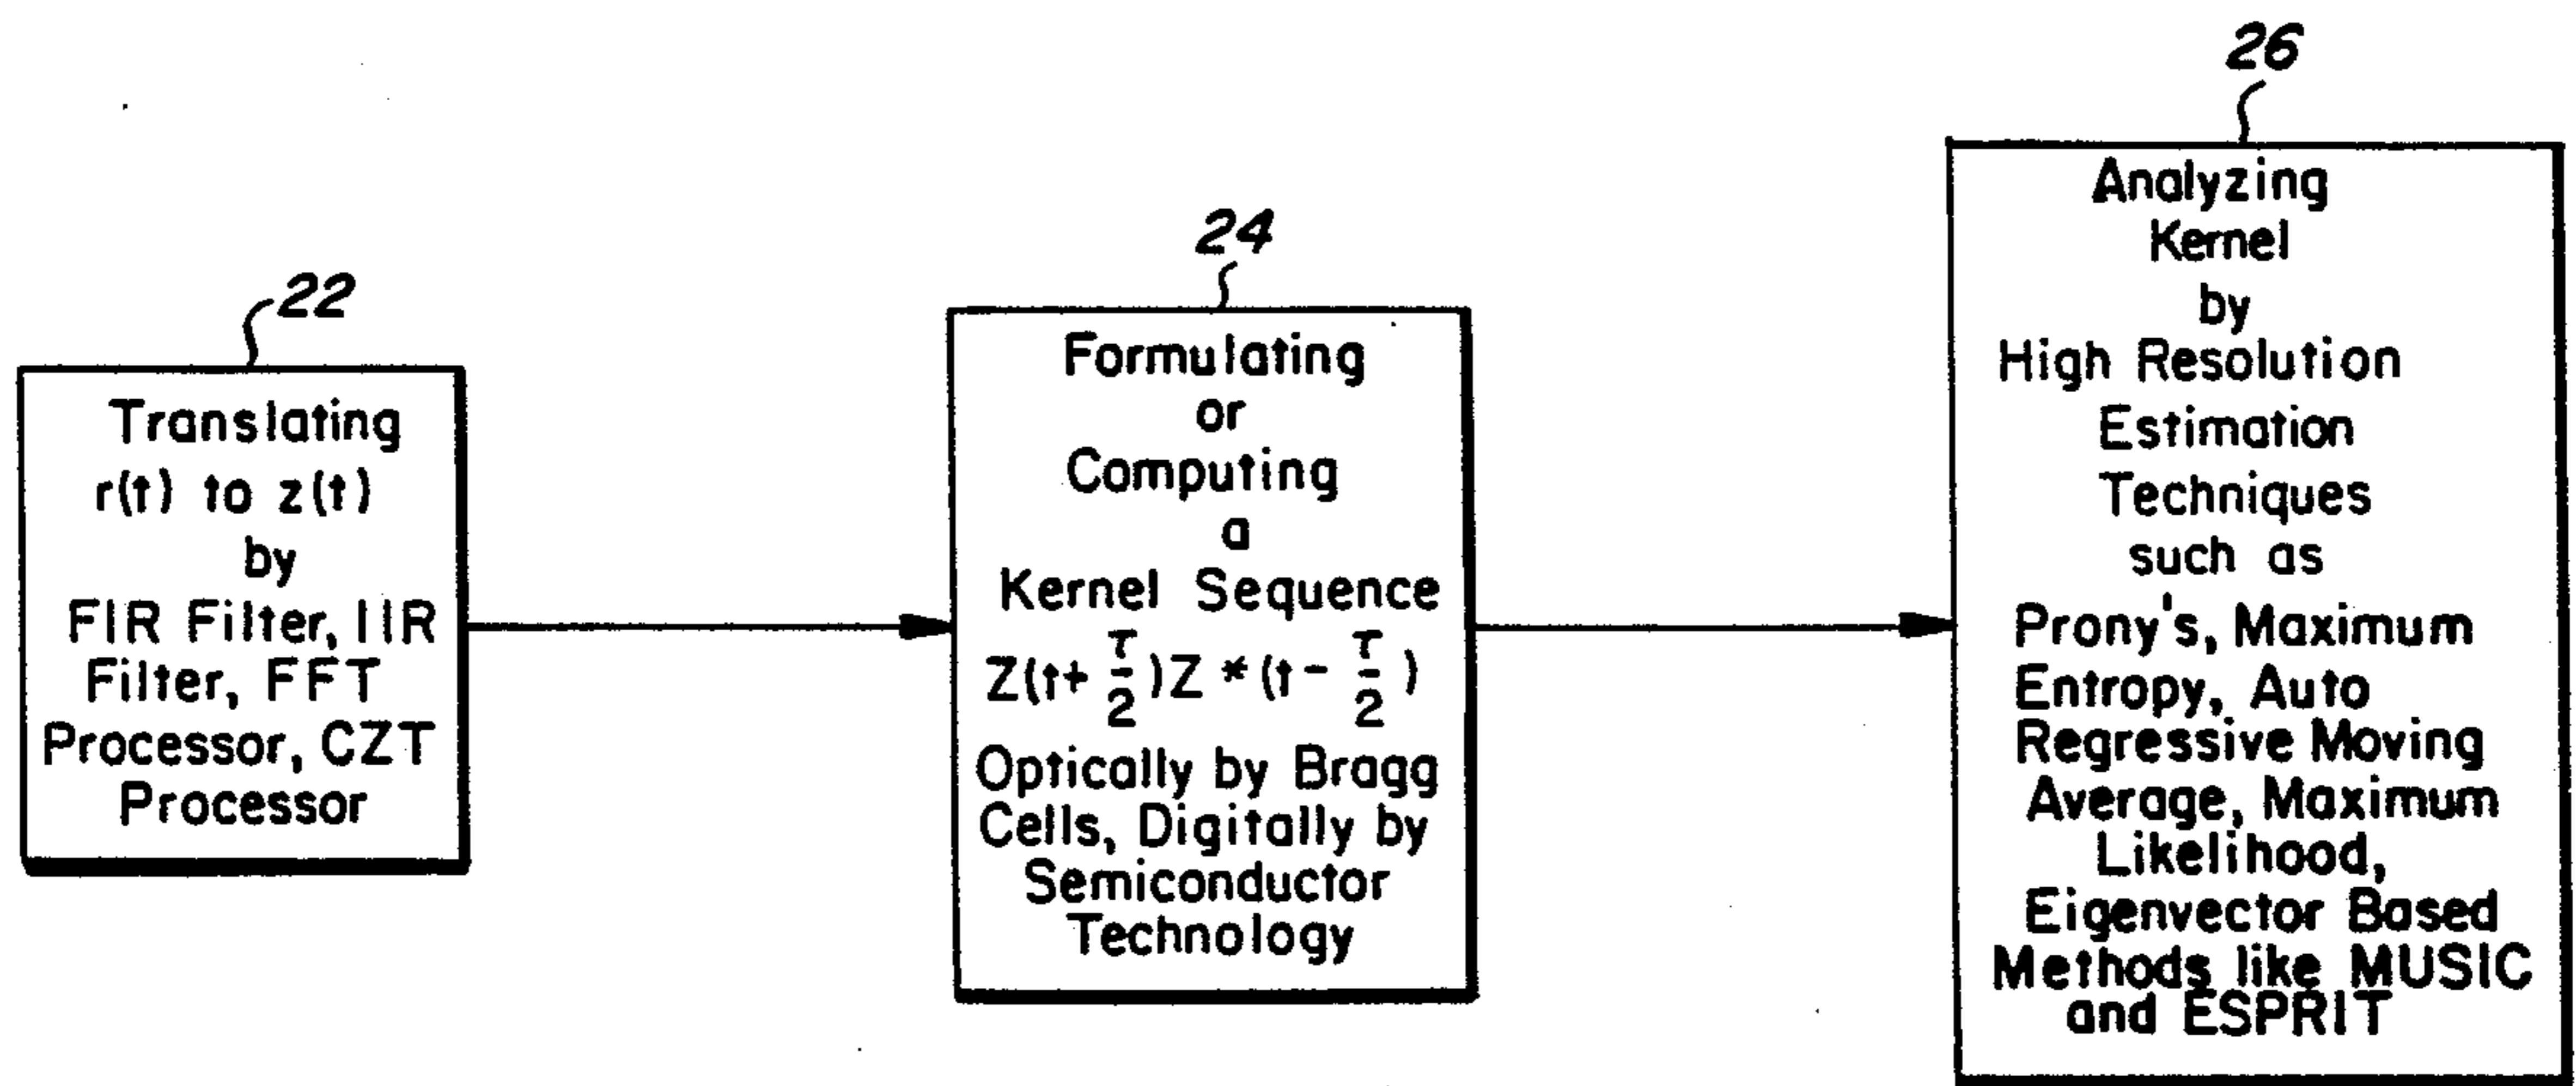 22
Translating
r(t) to z(t)
by
FIR Filter, IIR
Filter, FFT
Processor, CZT
Processor
24
Formulating
or
Computing
a
Kernel Sequence
Z(t+ τ/2)Z *(t- τ/2)
Optically by Bragg
Cells, Digitally by
Semiconductor
Technology
26
Analyzing
Kernel
by
High Resolution
Estimation
Techniques
such as
Prony's, Maximum
Entropy, Auto
Regressive Moving
Average, Maximum
Likelihood,
Eigenvector Based
Methods like MUSIC
and ESPRIT